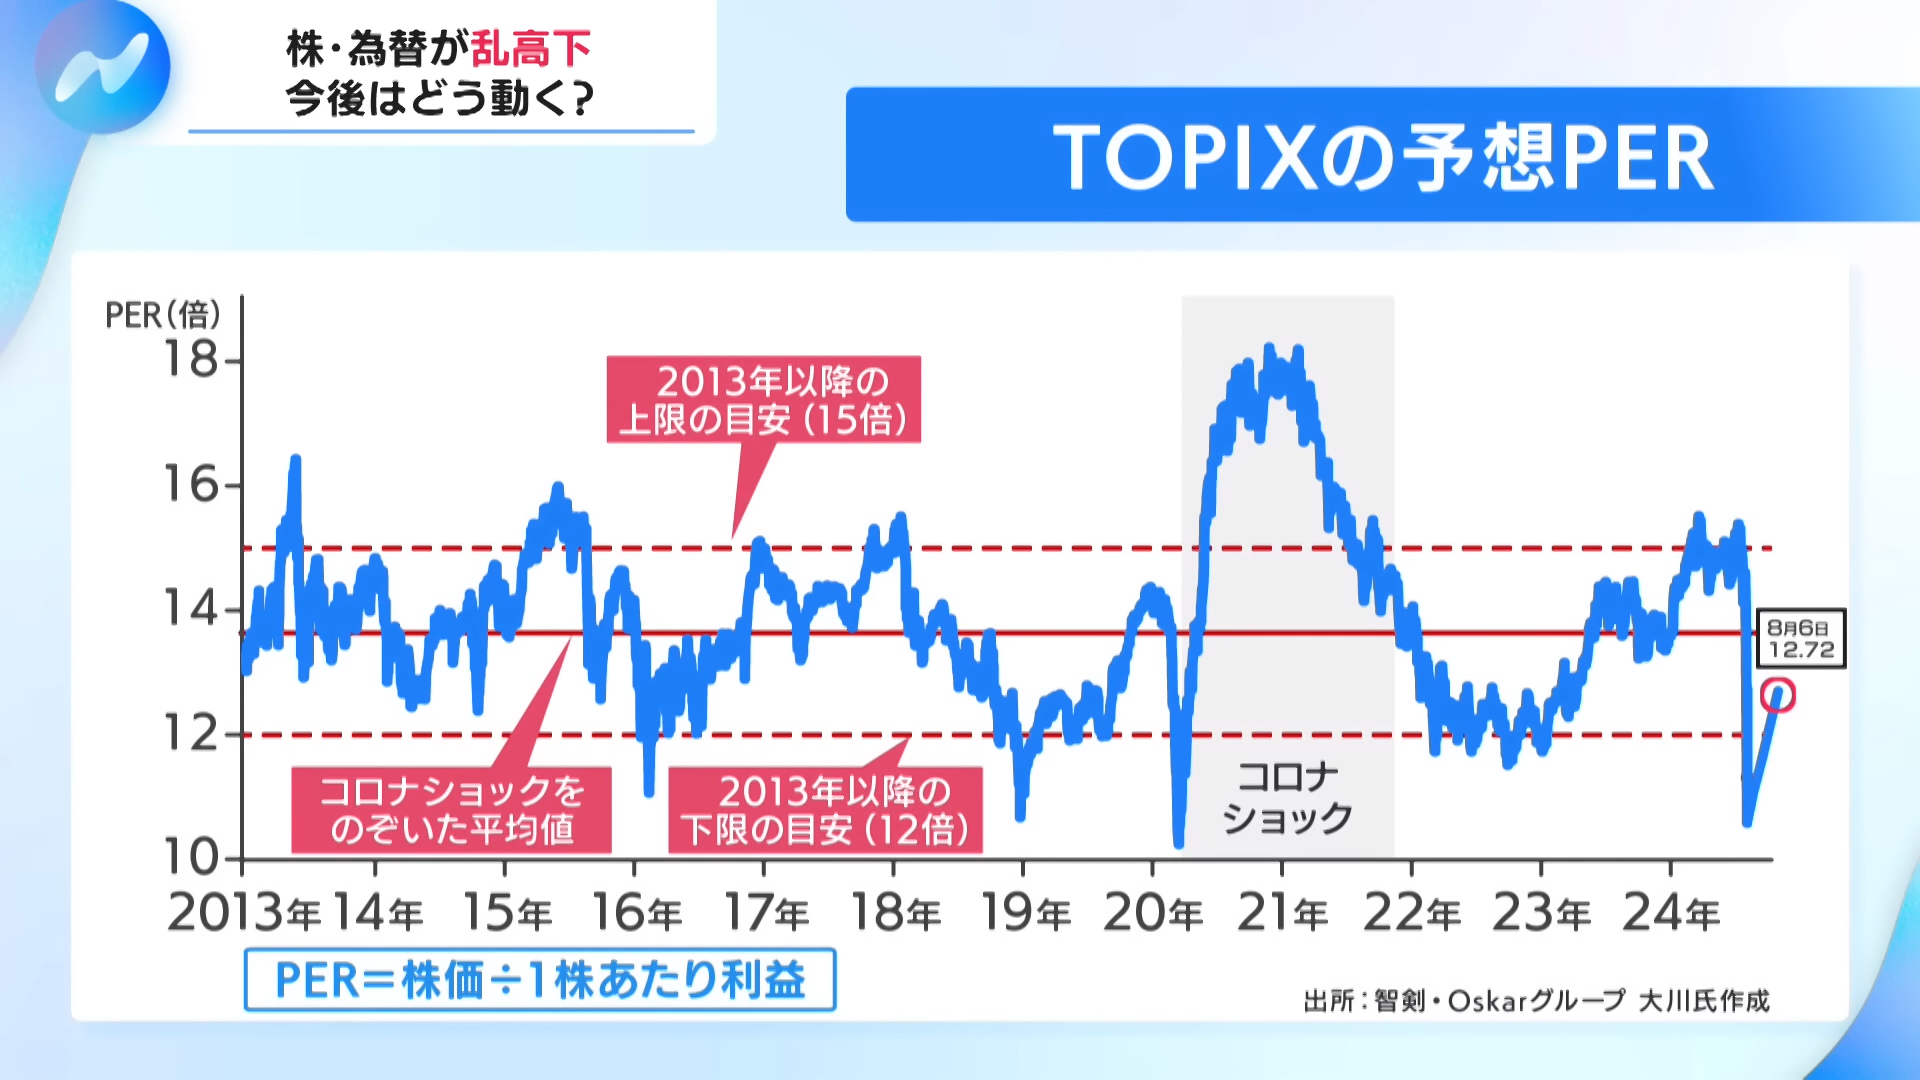 株・為替が乱高下
今後はどう動く?
TOPIXの予想PER
PER(倍)
18
16
14
12
10
2013年以降の
上限の目安(15倍)
8月6日
12.72
コロナショックを
のぞいた平均値
2013年以降の
下限の目安(12倍)
コロナ
ショック
2013年 14年 15年 16年 17年 18年 19年 20年 21年 22年 23年 24年
PER=株価÷1株あたり利益
出所:智剣・Oskarグループ 大川氏作成